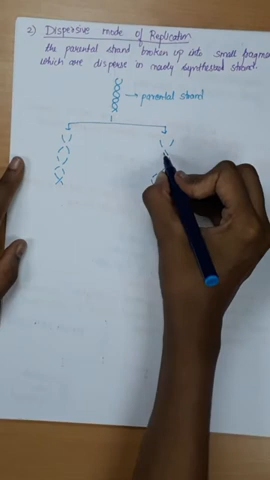 2) Dispersive mode of Replication
the parental strand broken up into small fragmen
which are disperse in newly synthesised strand.
→ parental strand